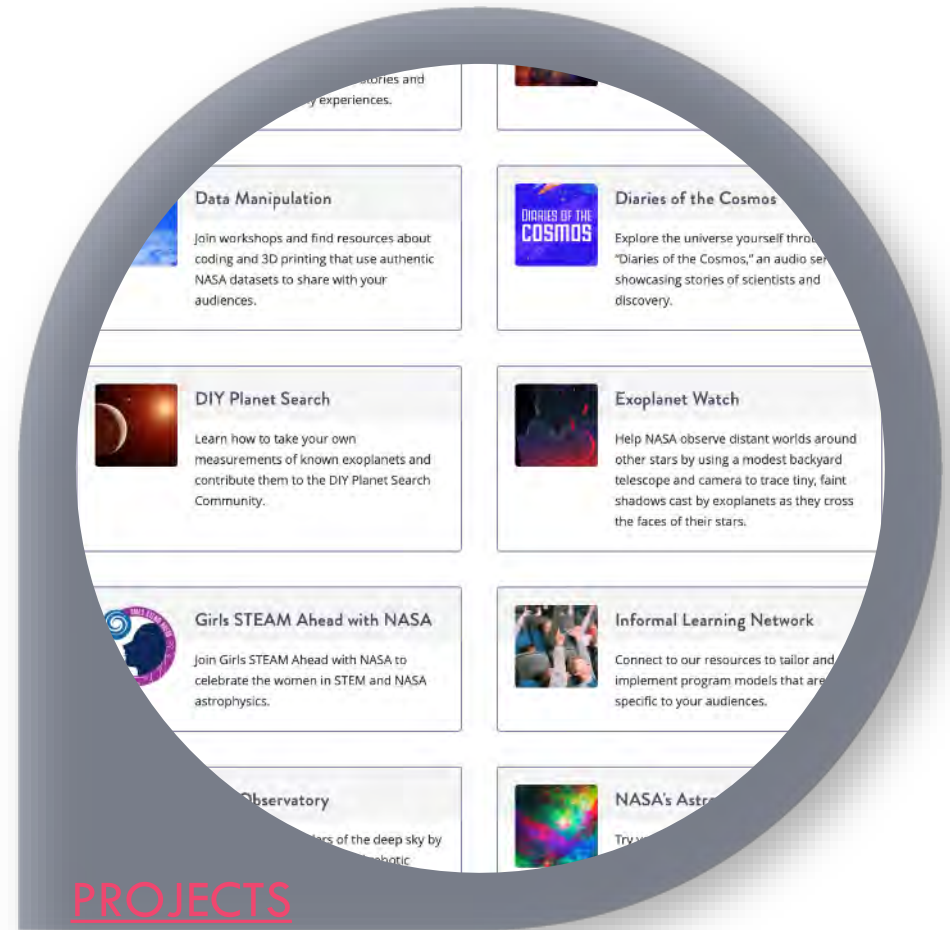 stories and
experiences.
Data Manipulation
Join workshops and find resources about
coding and 3D printing that use authentic
NASA datasets to share with your
audiences.
DIARIES OF THE
COSMOS
Diaries of the Cosmos
Explore the universe yourself
"Diaries of the Cosmos," an audio
showcasing stories of scientists and
discovery.
DIY Planet Search
Learn how to take your own
measurements of known exoplanets and
contribute them to the DIY Planet Search
Community.
Exoplanet Watch
Help NASA observe distant worlds around
other stars by using a modest backyard
telescope and camera to trace tiny, faint
shadows cast by exoplanets as they cross
the faces of their stars.
Girls STEAM Ahead with NASA
Join Girls STEAM Ahead with NASA to
celebrate the women in STEM and NASA
astrophysics.
Informal Learning Network
Connect to our resources to tailor and
implement program models that are
specific to your audiences.
Observatory
of the deep sky by
NASA's
Try
PROJECTS